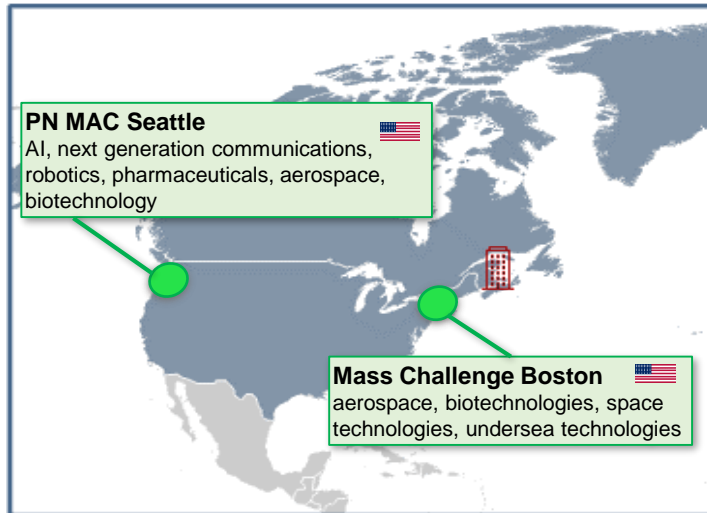 PN MAC Seattle
AI, next generation communications,
robotics, pharmaceuticals, aerospace,
biotechnology
Mass Challenge Boston
aerospace, biotechnologies, space
technologies, undersea technologies